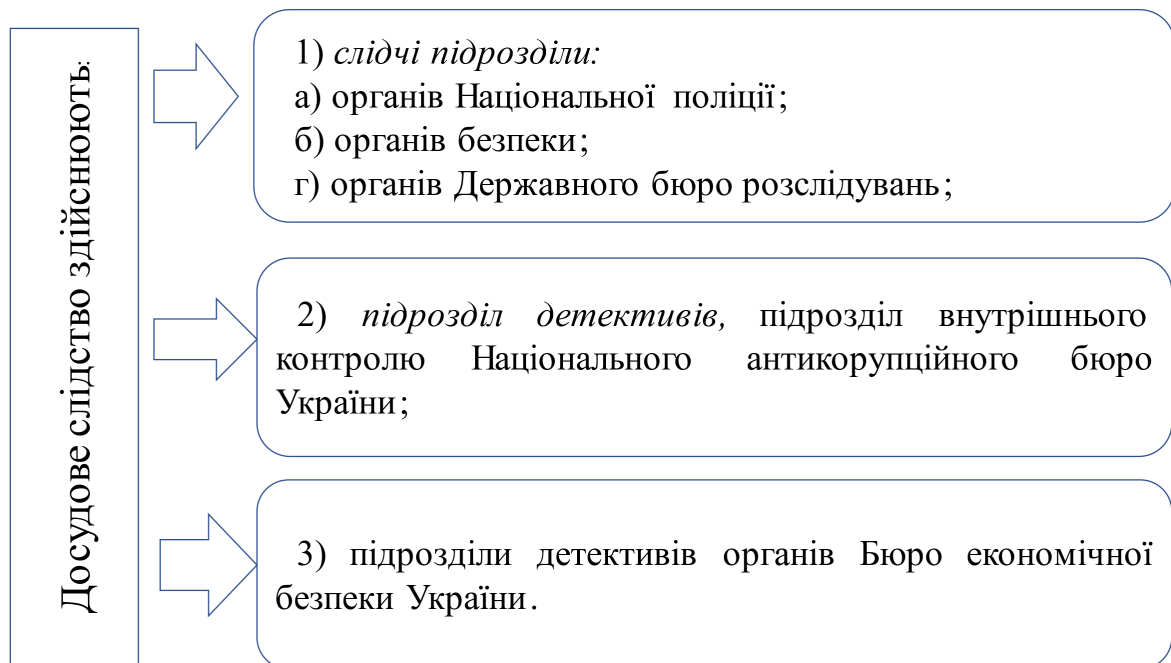 Досудове слідство здійснюють:
1) слідчі підрозділи:
а) органів Національної поліції;
б) органів безпеки;
г) органів Державного бюро розслідувань;
2) підрозділ детективів, підрозділ внутрішнього
контролю Національного антикорупційного бюро
України;
3) підрозділи детективів органів Бюро економічної
безпеки України.